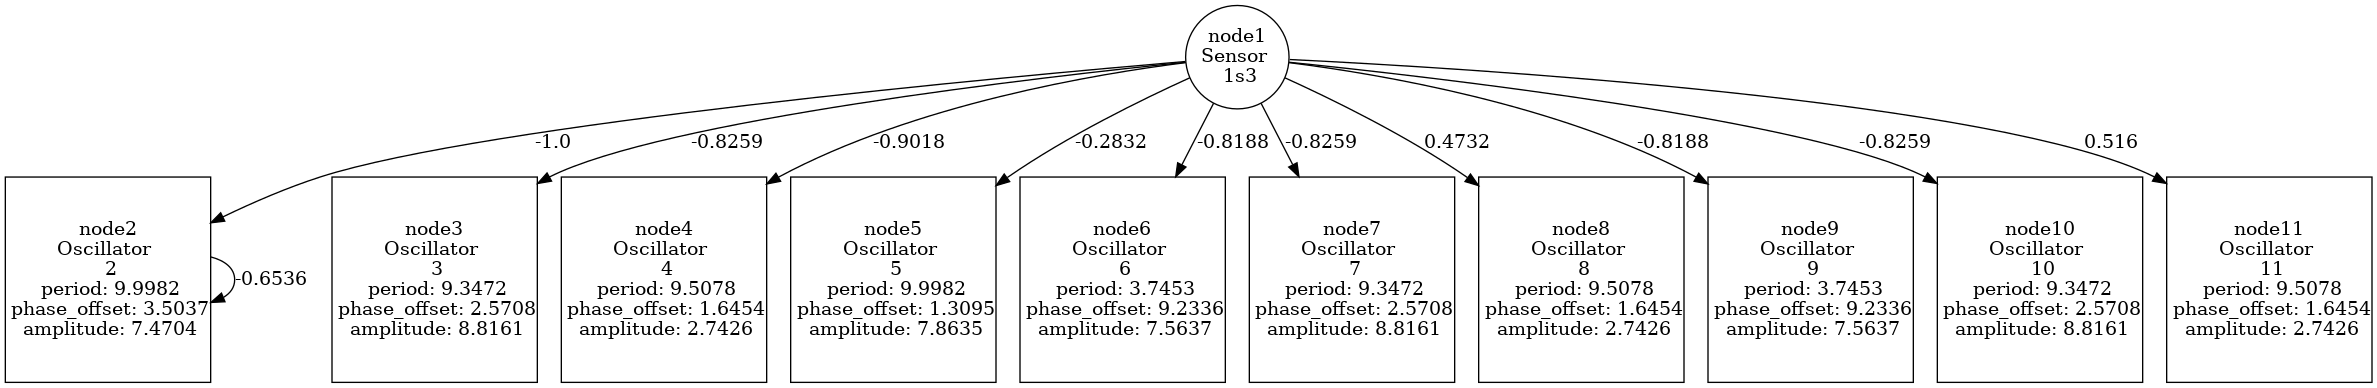 node1
Sensor
1s3
-1.0
-0.8259
-0.9018
-0.2832
-0.8188
-0.8259
0.4732
-0.8188
-0.8259
0.516
node2
Oscillator
2
period: 9.9982
phase_offset: 3.5037
amplitude: 7.4704
-0.6536
node3
Oscillator
3
period: 9.3472
phase_offset: 2.5708
amplitude: 8.8161
node4
Oscillator
4
period: 9.5078
phase_offset: 1.6454
amplitude: 2.7426
node5
Oscillator
5
period: 9.9982
phase_offset: 1.3095
amplitude: 7.8635
node6
Oscillator
6
period: 3.7453
phase_offset: 9.2336
amplitude: 7.5637
node7
Oscillator
7
period: 9.3472
phase_offset: 2.5708
amplitude: 8.8161
node8
Oscillator
8
period: 9.5078
phase_offset: 1.6454
amplitude: 2.7426
node9
Oscillator
9
period: 3.7453
phase_offset: 9.2336
amplitude: 7.5637
node10
Oscillator
10
period: 9.3472
phase_offset: 2.5708
amplitude: 8.8161
node11
Oscillator
11
period: 9.5078
phase_offset: 1.6454
amplitude: 2.7426